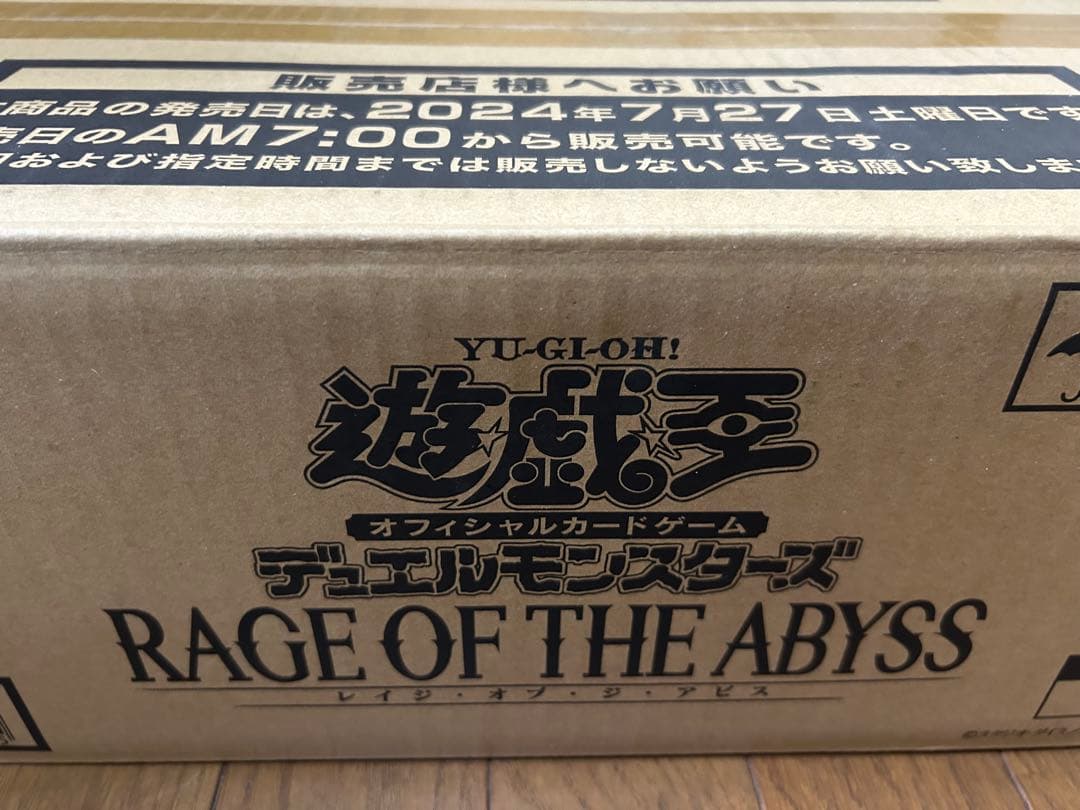 販売店様へお願い
商品の発売日は、2024年7月27日土曜日です
日のAM7:00から販売可能です。
および指定時間までは販売しないようお願い致しま
YU-GI-OH!
遊戯王
オフィシャルカードゲーム
デュエルモンスターズ
RAGE OF THE ABYSS
レイジ・オブ・ジ・アビス